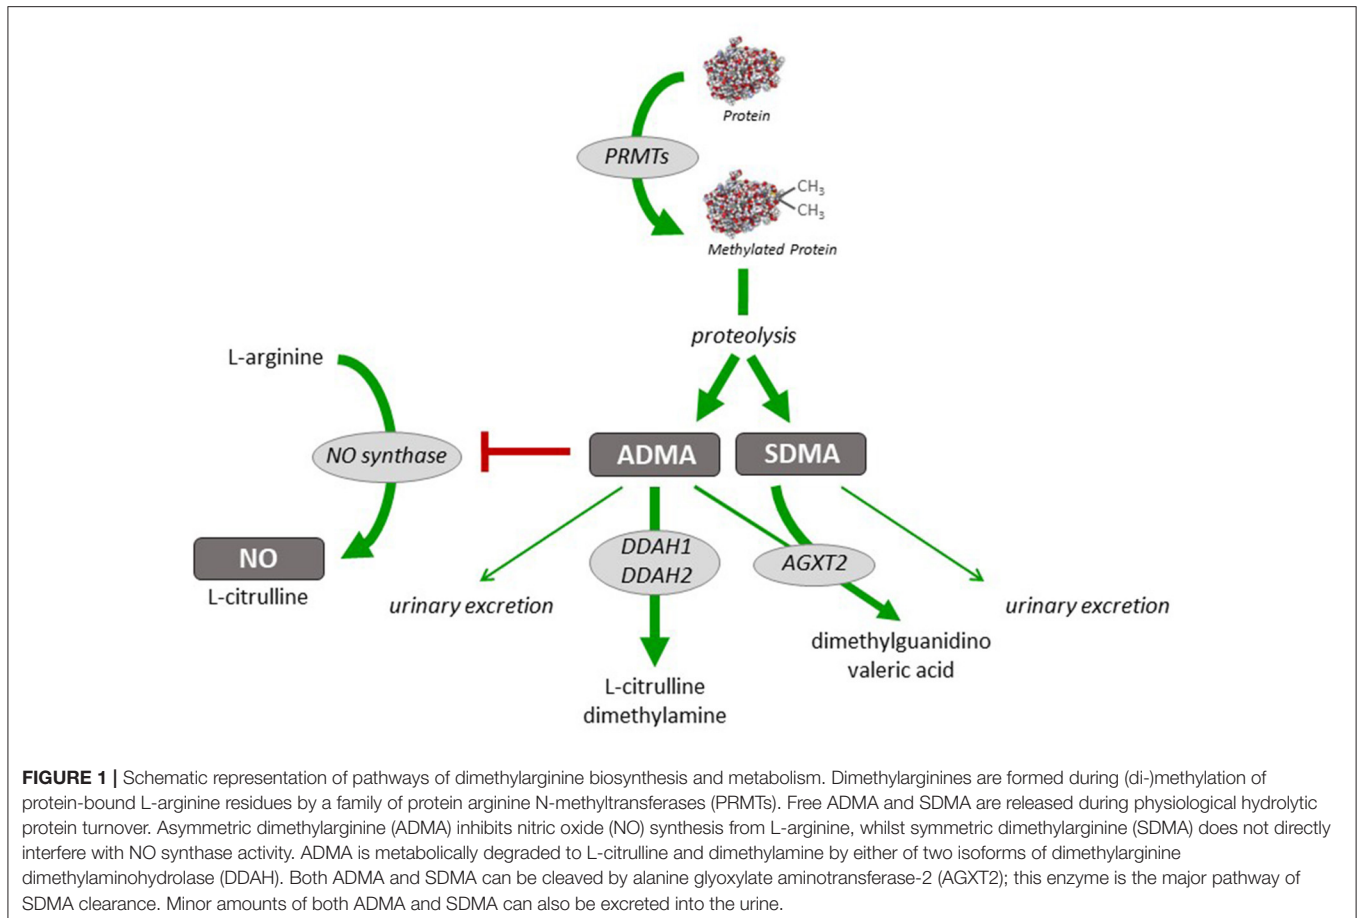 Protein
PRMTs
CH3
CH3
Methylated Protein
proteolysis
L-arginine
NO synthase
ADMA
SDMA
NO
L-citrulline
urinary excretion
DDAH1
DDAH2
AGXT2
urinary excretion
dimethylguanidino
valeric acid
L-citrulline
dimethylamine
FIGURE 1 | Schematic representation of pathways of dimethylarginine biosynthesis and metabolism. Dimethylarginines are formed during (di-)methylation of
protein-bound L-arginine residues by a family of protein arginine N-methyltransferases (PRMTs). Free ADMA and SDMA are released during physiological hydrolytic
protein turnover. Asymmetric dimethylarginine (ADMA) inhibits nitric oxide (NO) synthesis from L-arginine, whilst symmetric dimethylarginine (SDMA) does not directly
interfere with NO synthase activity. ADMA is metabolically degraded to L-citrulline and dimethylamine by either of two isoforms of dimethylarginine
dimethylaminohydrolase (DDAH). Both ADMA and SDMA can be cleaved by alanine glyoxylate aminotransferase-2 (AGXT2); this enzyme is the major pathway of
SDMA clearance. Minor amounts of both ADMA and SDMA can also be excreted into the urine.